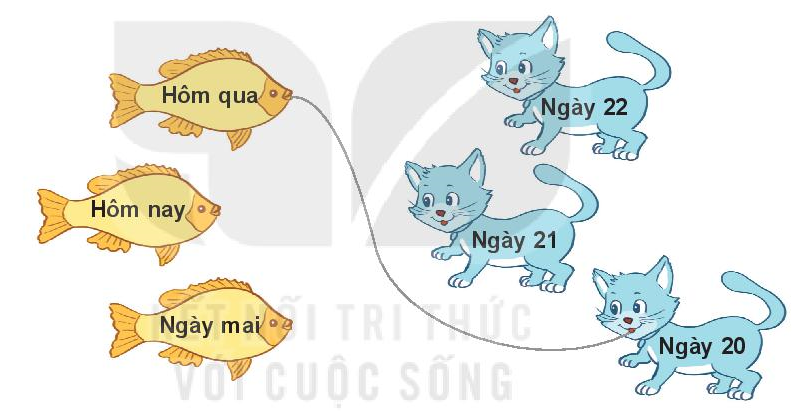 Hôm qua
Ngày 22
Hôm nay
Ngày 21
Ngày mai
Ngày 20
KẾT NỐI TRI THỨC
VỚI CUỘC SỐNG